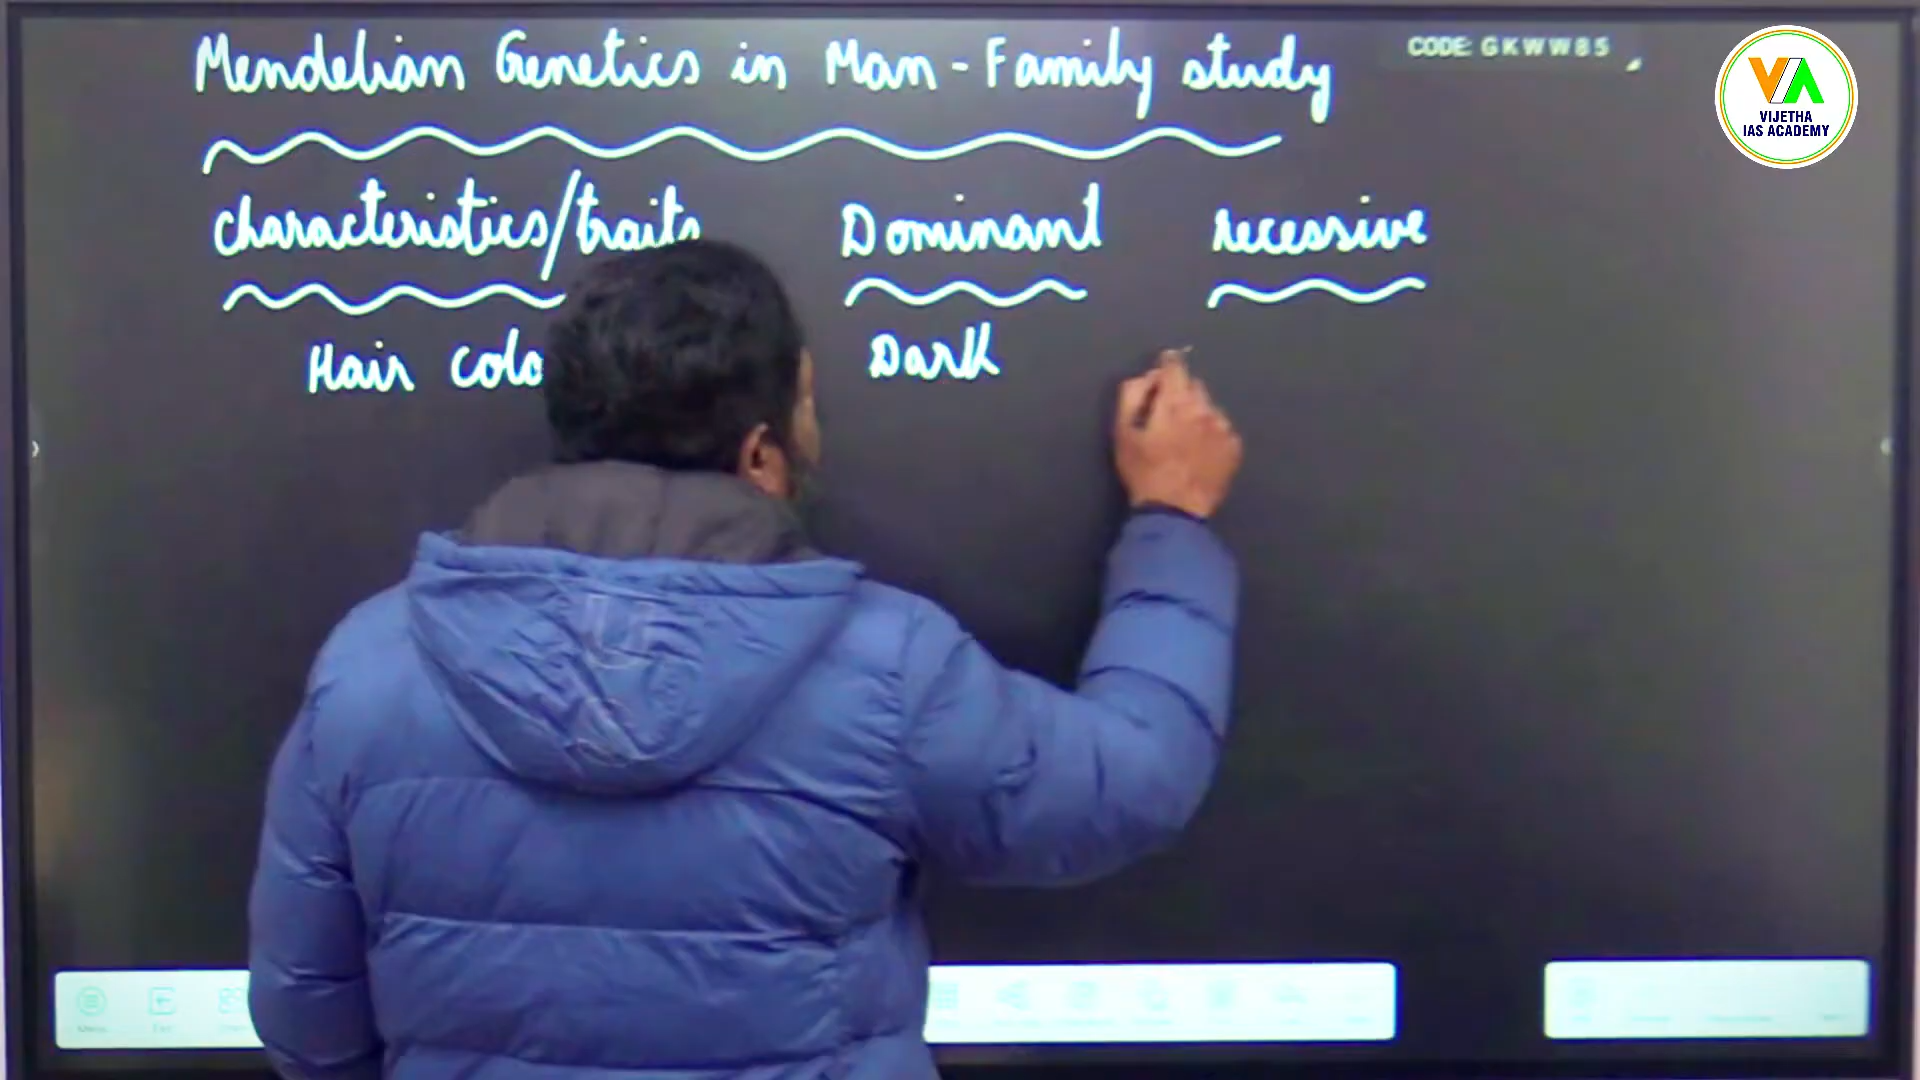 Mendelian Genetics in Man - Family study
CODE: GKWW85
VIJETHA
IAS ACADEMY
characteristics/traits
Dominant
recessive
Hair colo
Dark